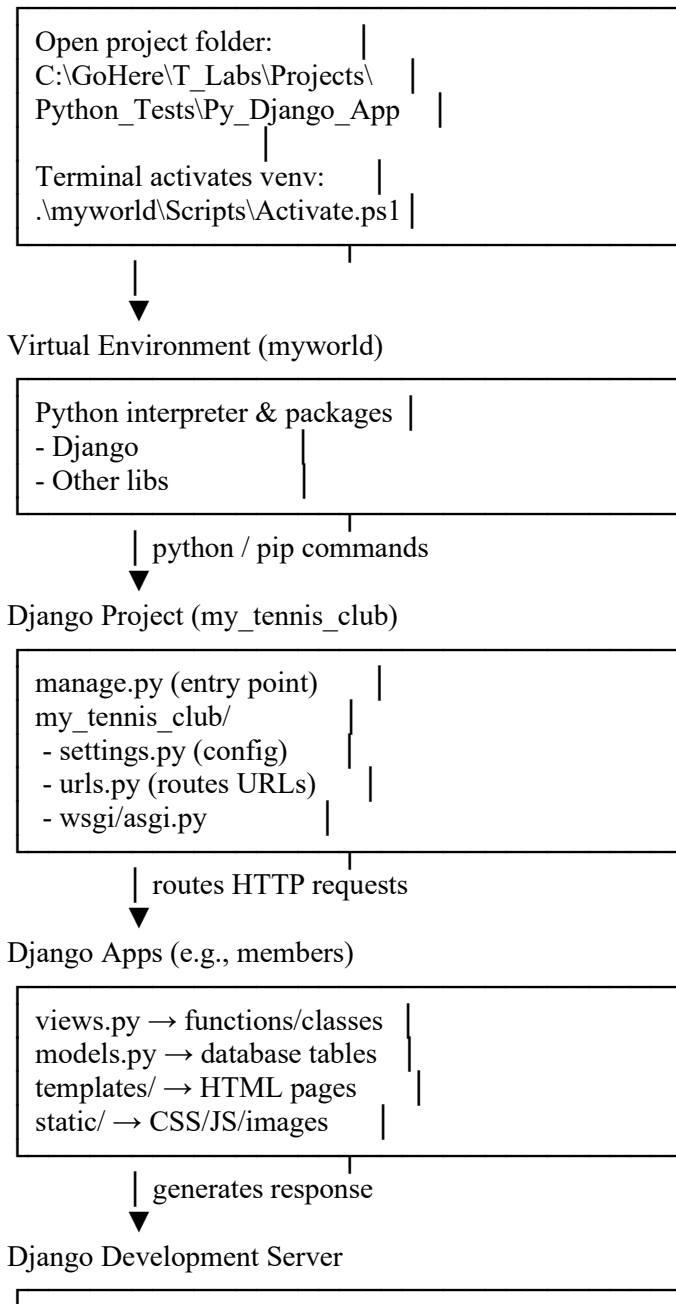 Open project folder:
C:\GoHere\T_Labs\Projects\
Python_Tests\Py_Django_App
Terminal activates venv:
.\myworld\Scripts\Activate.ps1
Virtual Environment (myworld)
Python interpreter & packages
- Django
- Other libs
python / pip commands
Django Project (my_tennis_club)
manage.py (entry point)
my_tennis_club/
- settings.py (config)
- urls.py (routes URLs)
- wsgi/asgi.py
routes HTTP requests
Django Apps (e.g., members)
views.py → functions/classes
models.py → database tables
templates/ → HTML pages
static/ → CSS/JS/images
generates response
Django Development Server